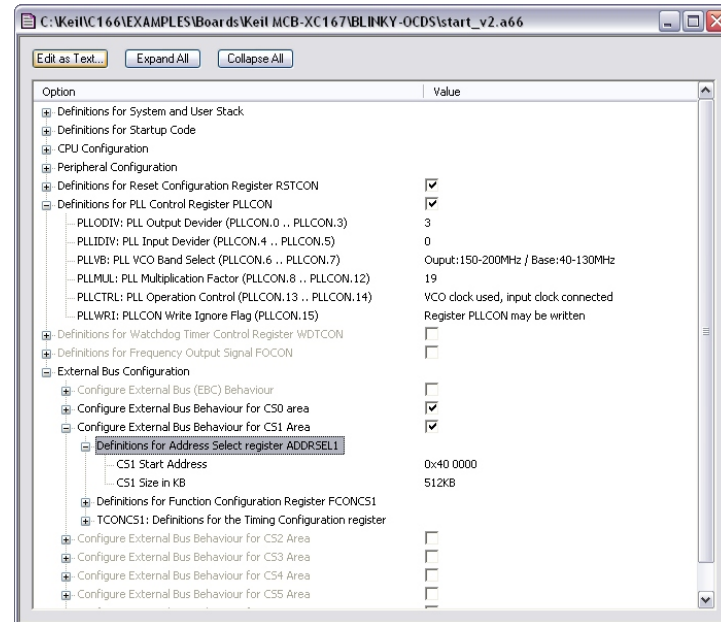 C:\Keil\C166\EXAMPLES\Boards\Keil MCB-XC167\BLINKY-OCDS\start_v2.a66
Edit as Text... Expand All Collapse All
Option Value
Definitions for System and User Stack
Definitions for Startup Code
CPU Configuration
Peripheral Configuration
Definitions for Reset Configuration Register RSTCON
Definitions for PLL Control Register PLLCON
PLLODIV: PLL Output Devider (PLLCON.0 .. PLLCON.3) 3
PLLIDIV: PLL Input Devider (PLLCON.4 .. PLLCON.5) 0
PLLVB: PLL VCO Band Select (PLLCON.6 .. PLLCON.7) Ouput:150-200MHz / Base:40-130MHz
PLLMUL: PLL Multiplication Factor (PLLCON.8 .. PLLCON.12) 19
PLLCTRL: PLL Operation Control (PLLCON.13 .. PLLCON.14) VCO clock used, input clock connected
PLLWRI: PLLCON Write Ignore Flag (PLLCON.15) Register PLLCON may be written
Definitions for Watchdog Timer Control Register WDTCON
Definitions for Frequency Output Signal FOCON
External Bus Configuration
Configure External Bus (EBC) Behaviour
Configure External Bus Behaviour for CS0 area
Configure External Bus Behaviour for CS1 Area
Definitions for Address Select register ADDRSEL1
CS1 Start Address 0x40 0000
CS1 Size in KB 512KB
Definitions for Function Configuration Register FCONCS1
TCONCS1: Definitions for the Timing Configuration register
Configure External Bus Behaviour for CS2 Area
Configure External Bus Behaviour for CS3 Area
Configure External Bus Behaviour for CS4 Area
Configure External Bus Behaviour for CS5 Area